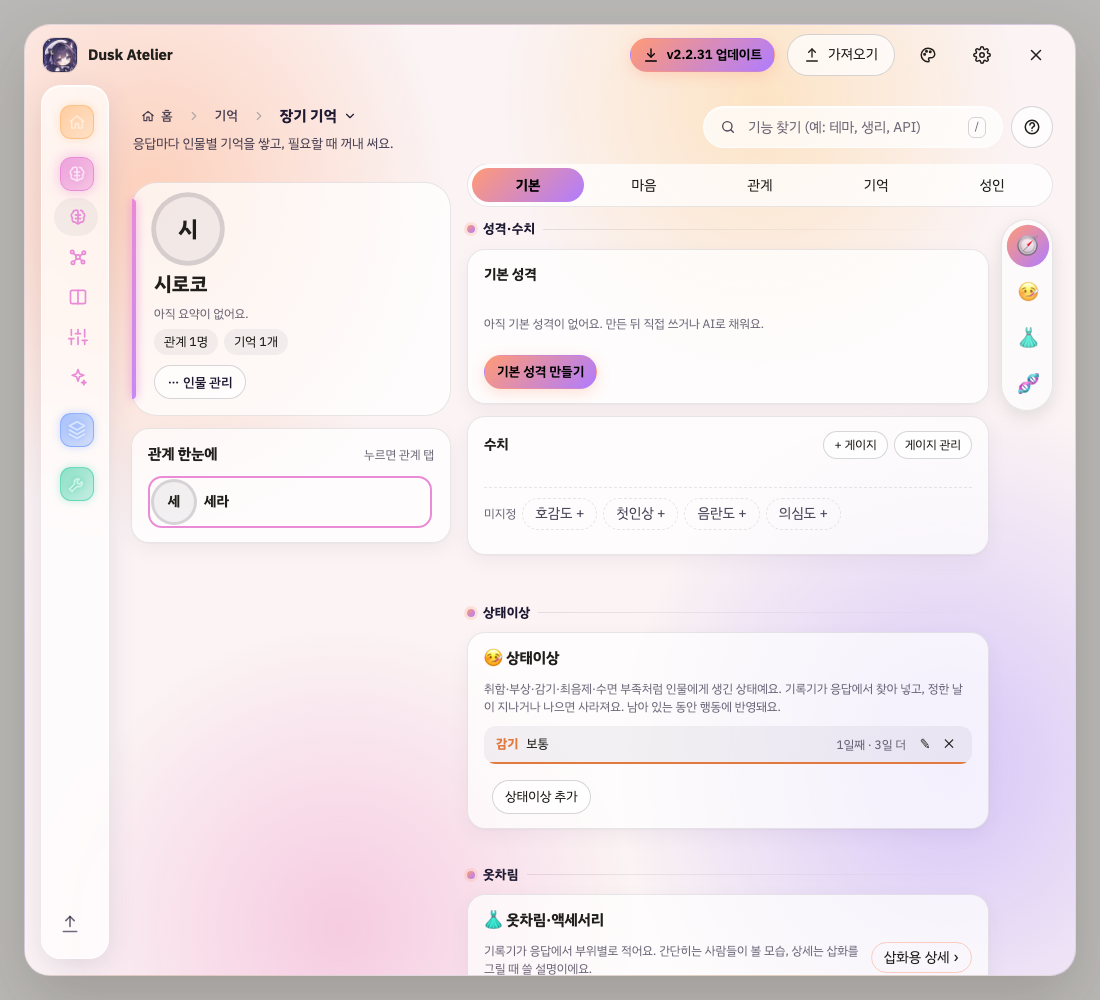 Dusk Atelier
v2.2.31 업데이트
가져오기
홈
기억
장기 기억
응답마다 인물별 기억을 쌓고, 필요할 때 꺼내 써요.
기능 찾기 (예: 테마, 생리, API)
/
시
시로코
아직 요약이 없어요.
관계 1명
기억 1개
··· 인물 관리
관계 한눈에
누르면 관계 탭
세
세라
기본
마음
관계
기억
성인
성격·수치
기본 성격
아직 기본 성격이 없어요. 만든 뒤 직접 쓰거나 AI로 채워요.
기본 성격 만들기
수치
+ 게이지
게이지 관리
미지정
호감도 +
첫인상 +
음란도 +
의심도 +
상태이상
상태이상
취함·부상·감기·최음제·수면 부족처럼 인물에게 생긴 상태예요. 기록기가 응답에서 찾아 넣고, 정한 날
이 지나거나 나으면 사라져요. 남아 있는 동안 행동에 반영돼요.
감기 보통
1일째 · 3일 더
상태이상 추가
옷차림
옷차림·액세서리
기록기가 응답에서 부위별로 적어요. 간단히는 사람들이 볼 모습, 상세는 삽화를
그릴 때 쓸 설명이에요.
삽화용 상세 ›